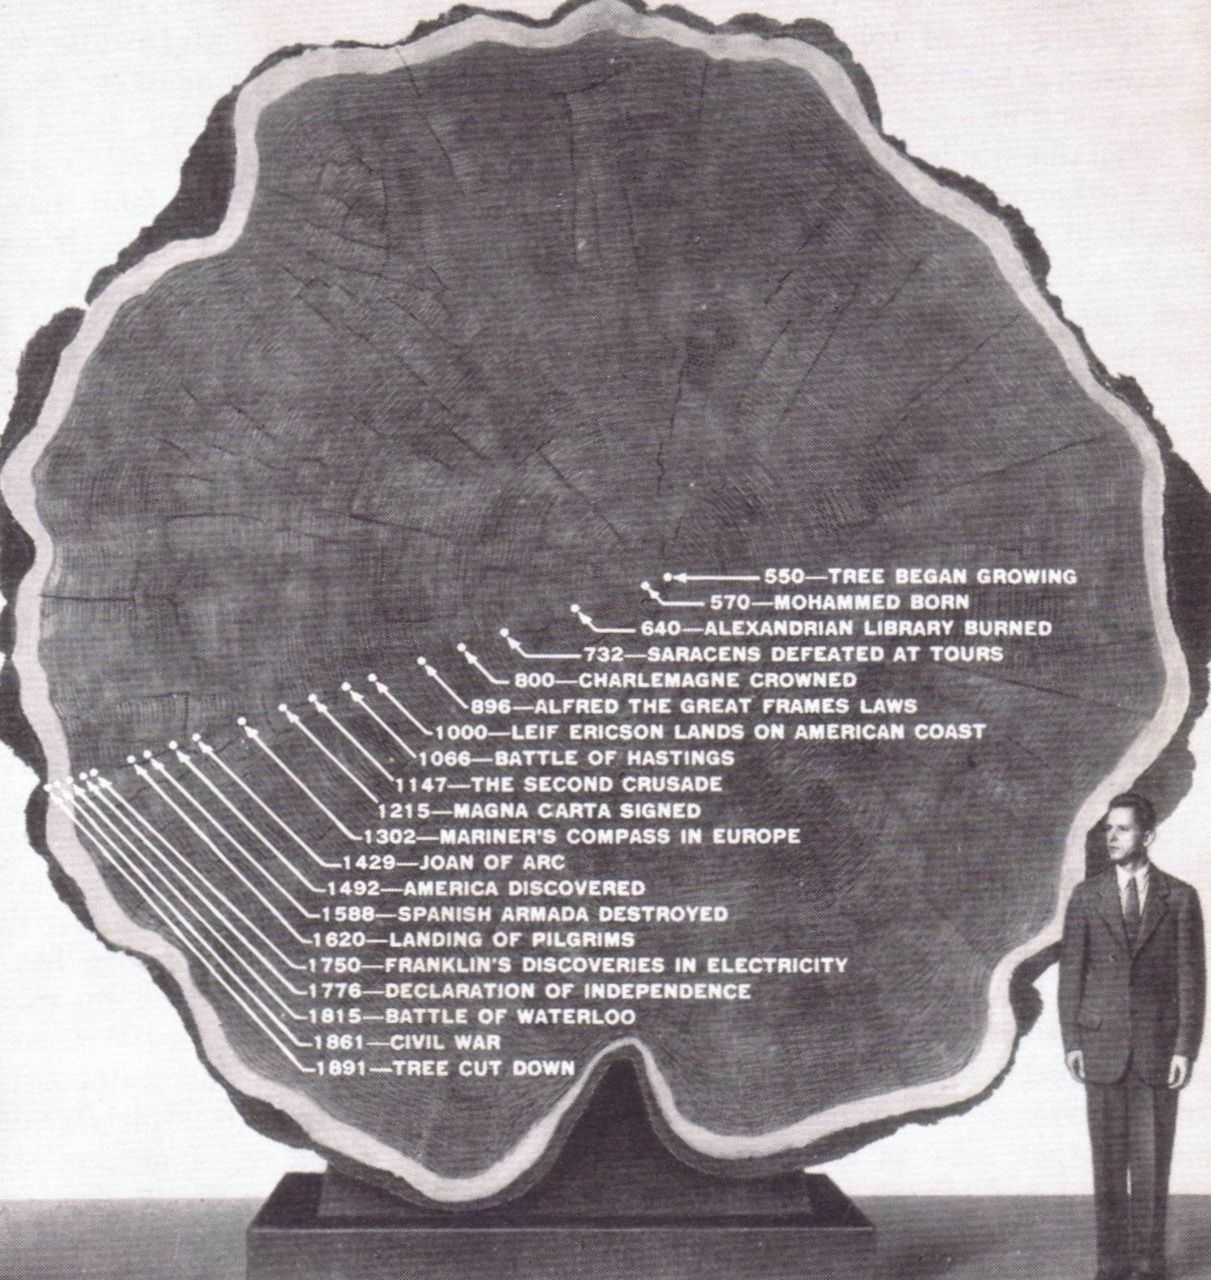 550—TREE BEGAN GROWING
570—MOHAMMED BORN
640—ALEXANDRIAN LIBRARY BURNED
732—SARACENS DEFEATED AT TOURS
800—CHARLEMAGNE CROWNED
896—ALFRED THE GREAT FRAMES LAWS
1000—LEIF ERICSON LANDS ON AMERICAN COAST
1066—BATTLE OF HASTINGS
1147—THE SECOND CRUSADE
1215—MAGNA CARTA SIGNED
1302—MARINER'S COMPASS IN EUROPE
1429—JOAN OF ARC
1492—AMERICA DISCOVERED
1588—SPANISH ARMADA DESTROYED
1620—LANDING OF PILGRIMS
1750—FRANKLIN'S DISCOVERIES IN ELECTRICITY
1776—DECLARATION OF INDEPENDENCE
1815—BATTLE OF WATERLOO
1861—CIVIL WAR
1891—TREE CUT DOWN